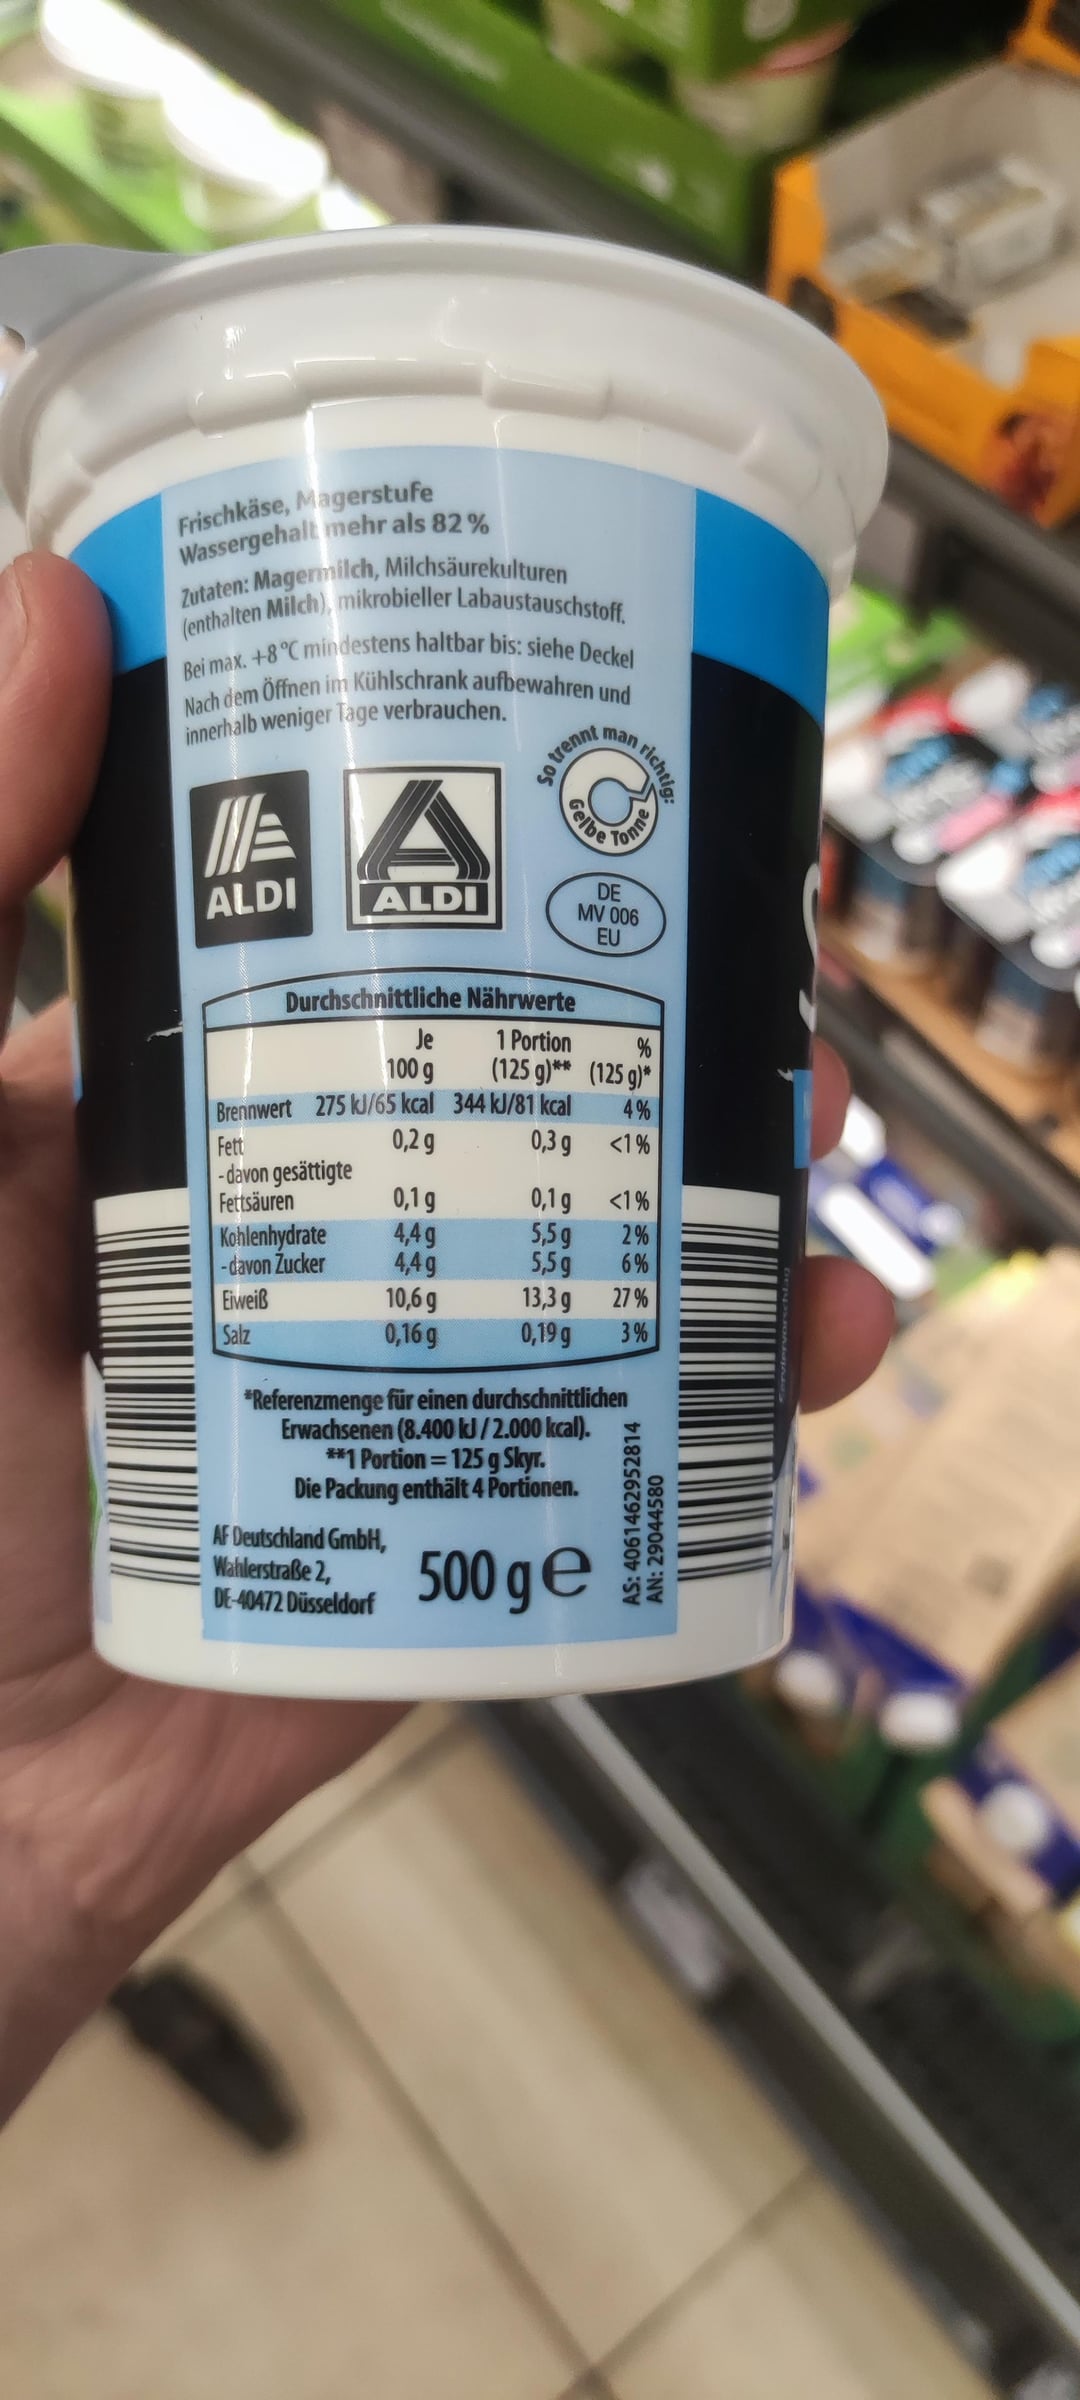 Frischkäse, Magerstufe
Wassergehalt mehr als 82 %
Zutaten: Magermilch, Milchsäurekulturen
(enthalten Milch), mikrobieller Labaustauschstoff.
Bei max. +8 °C mindestens haltbar bis: siehe Deckel
Nach dem Öffnen im Kühlschrank aufbewahren und
innerhalb weniger Tage verbrauchen.
So trennt man richtig:
Gelbe Tonne
ALDI
ALDI
DE
MV 006
EU
Durchschnittliche Nährwerte
Je 1 Portion %
100 g (125 g)** (125 g)*
Brennwert 275 kJ/65 kcal 344 kJ/81 kcal 4 %
Fett 0,2 g 0,3 g <1 %
- davon gesättigte
Fettsäuren 0,1 g 0,1 g <1 %
Kohlenhydrate 4,4 g 5,5 g 2 %
- davon Zucker 4,4 g 5,5 g 6 %
Eiweiß 10,6 g 13,3 g 27 %
Salz 0,16 g 0,19 g 3 %
*Referenzmenge für einen durchschnittlichen
Erwachsenen (8.400 kJ / 2.000 kcal).
**1 Portion = 125 g Skyr.
Die Packung enthält 4 Portionen.
AF Deutschland GmbH,
Wahlerstraße 2,
DE-40472 Düsseldorf
500 g e
AS: 4061462952814
AN: 29044580
Serviervorschlag